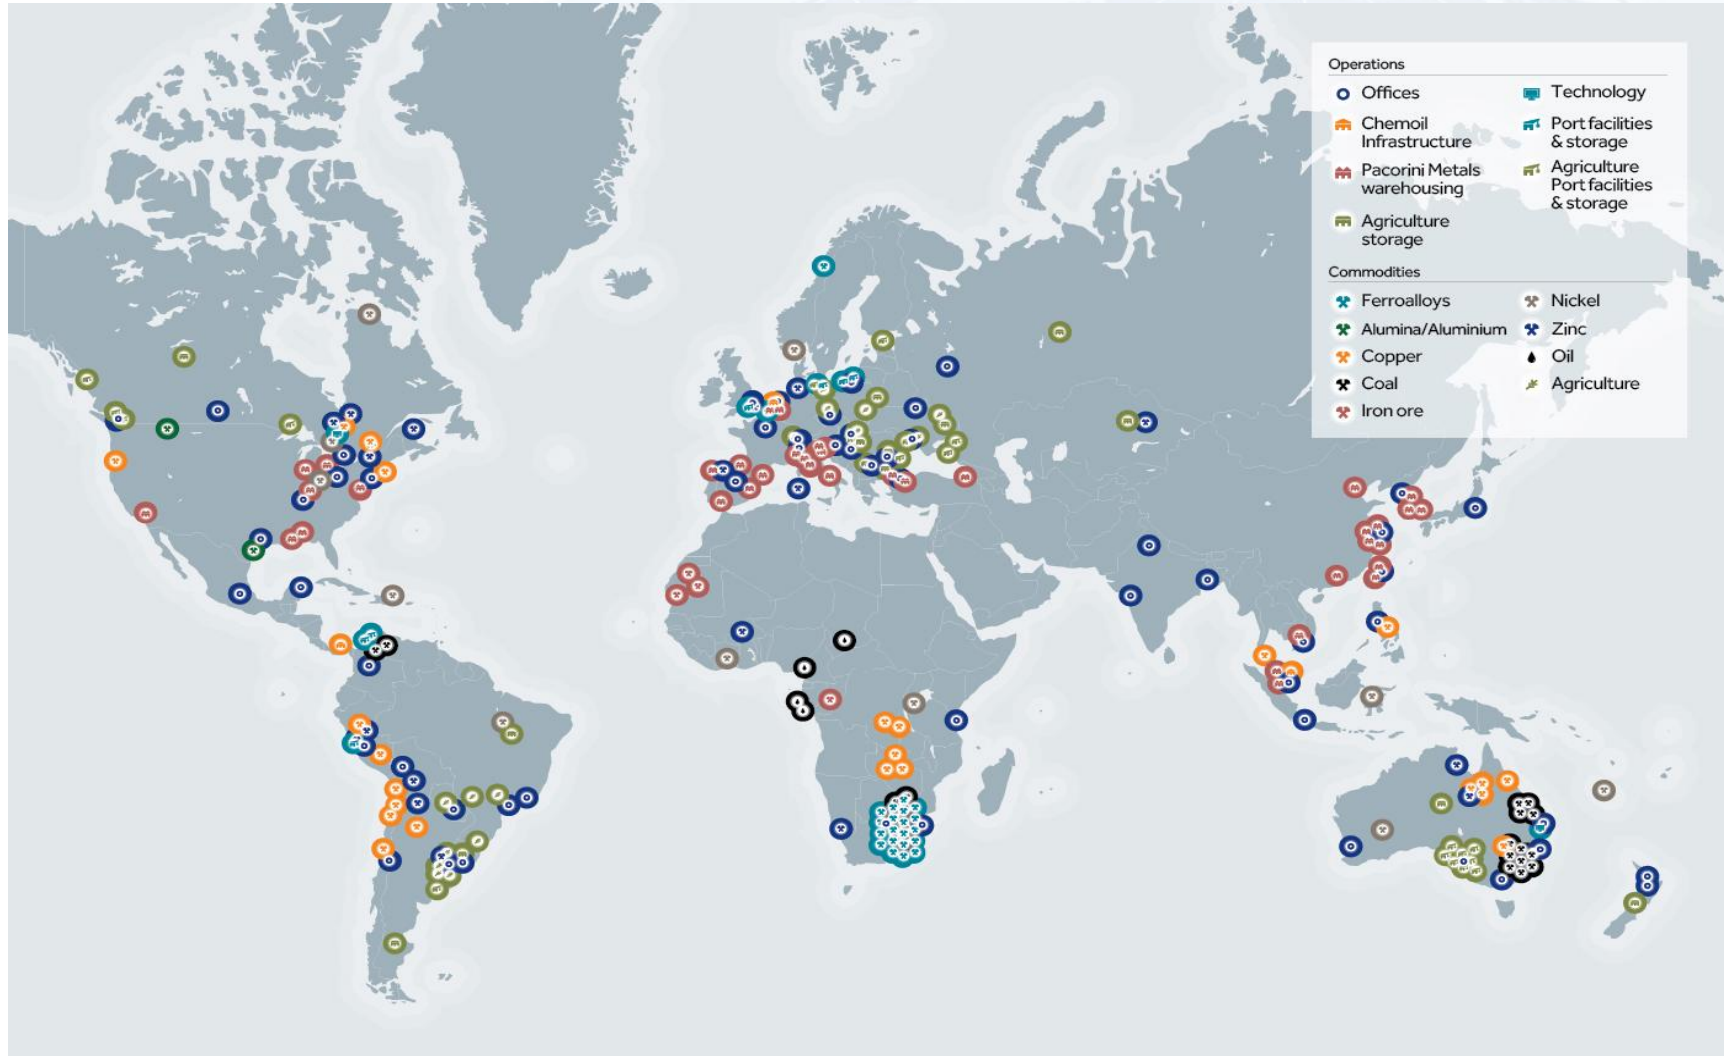 Operations
Offices
Technology
Chemoil
Infrastructure
Port facilities
& storage
Pacorini Metals
warehousing
Agriculture
Port facilities
& storage
Agriculture
storage
Commodities
Ferroalloys
Nickel
Alumina/Aluminium
Zinc
Copper
Oil
Coal
Agriculture
Iron ore